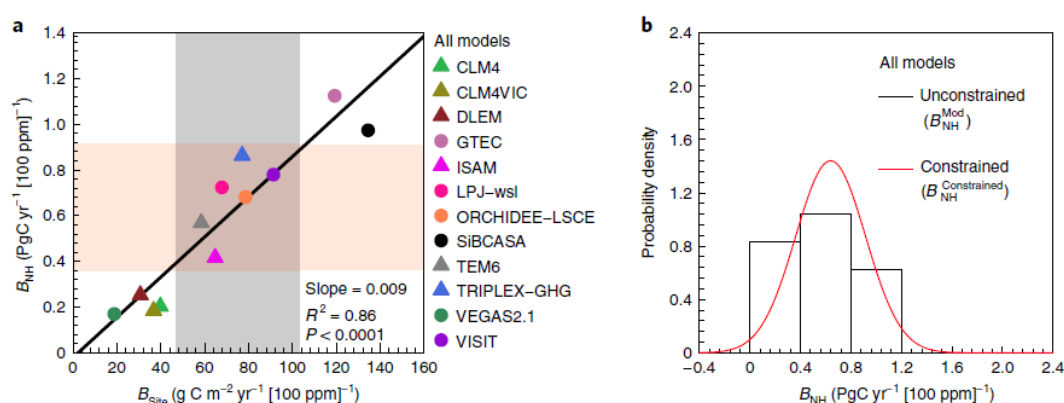 a
1.4
1.2
1.0
0.8
0.6
0.4
0.2
0
B_NH (PgC yr⁻¹ [100 ppm]⁻¹)
0 20 40 60 80 100 120 140 160
B_Site (g C m⁻² yr⁻¹ [100 ppm]⁻¹)
Slope = 0.009
R² = 0.86
P < 0.0001
All models
CLM4
CLM4VIC
DLEM
GTEC
ISAM
LPJ-wsl
ORCHIDEE-LSCE
SiBCASA
TEM6
TRIPLEX-GHG
VEGAS2.1
VISIT
b
2.4
2.0
1.6
1.2
0.8
0.4
0
Probability density
−0.4 0 0.4 0.8 1.2 1.6 2.0 2.4
B_NH (PgC yr⁻¹ [100 ppm]⁻¹)
All models
Unconstrained
(B_NH^Mod)
Constrained
(B_NH^Constrained)